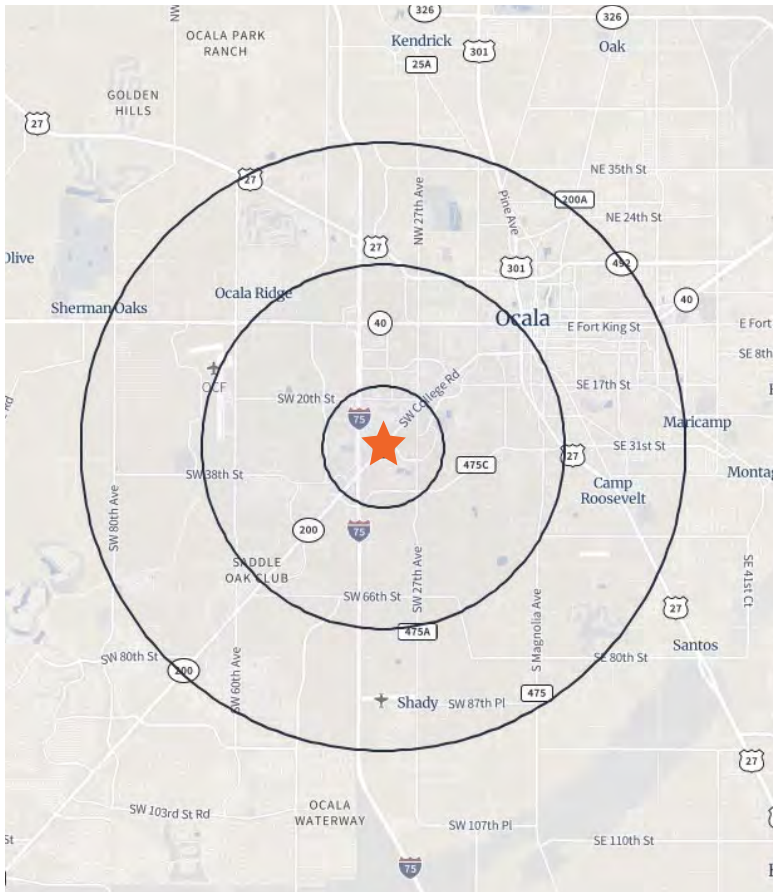 NW
326
326
OCALA PARK
RANCH
Kendrick
301
Oak
25A
GOLDEN
HILLS
27
NE 35th St
27
NW 27th Ave
Pine Ave
200A
NE 24th St
27
Olive
301
492
Ocala Ridge
40
Sherman Oaks
40
Ocala
E Fort King St
E Fort
SE 8th
OCF
SW 20th St
SW College Rd
SE 17th St
75
Maricamp
SE 31st St
27
475C
SW 38th St
Montag
Camp
Roosevelt
SW 80th Ave
200
75
SADDLE
OAK CLUB
SW 27th Ave
SE 41st Ct
SW 66th St
S Magnolia Ave
27
475A
Santos
SW 80th St
SE 80th St
200
SW 60th Ave
Shady
SW 87th Pl
475
27
OCALA
WATERWAY
SW 103rd St Rd
SW 107th Pl
SE 110th St
St
75